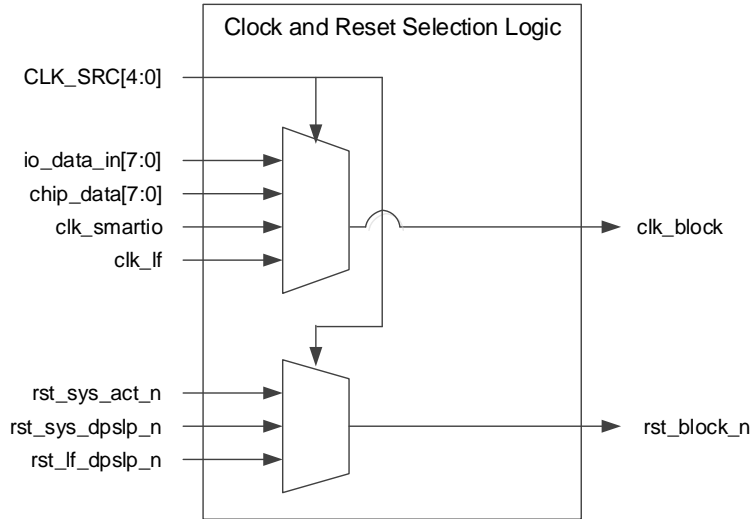 Clock and Reset Selection Logic
CLK_SRC[4:0]
io_data_in[7:0]
chip_data[7:0]
clk_smartio
clk_block
clk_lf
rst_sys_act_n
rst_sys_dpslp_n
rst_block_n
rst_lf_dpslp_n